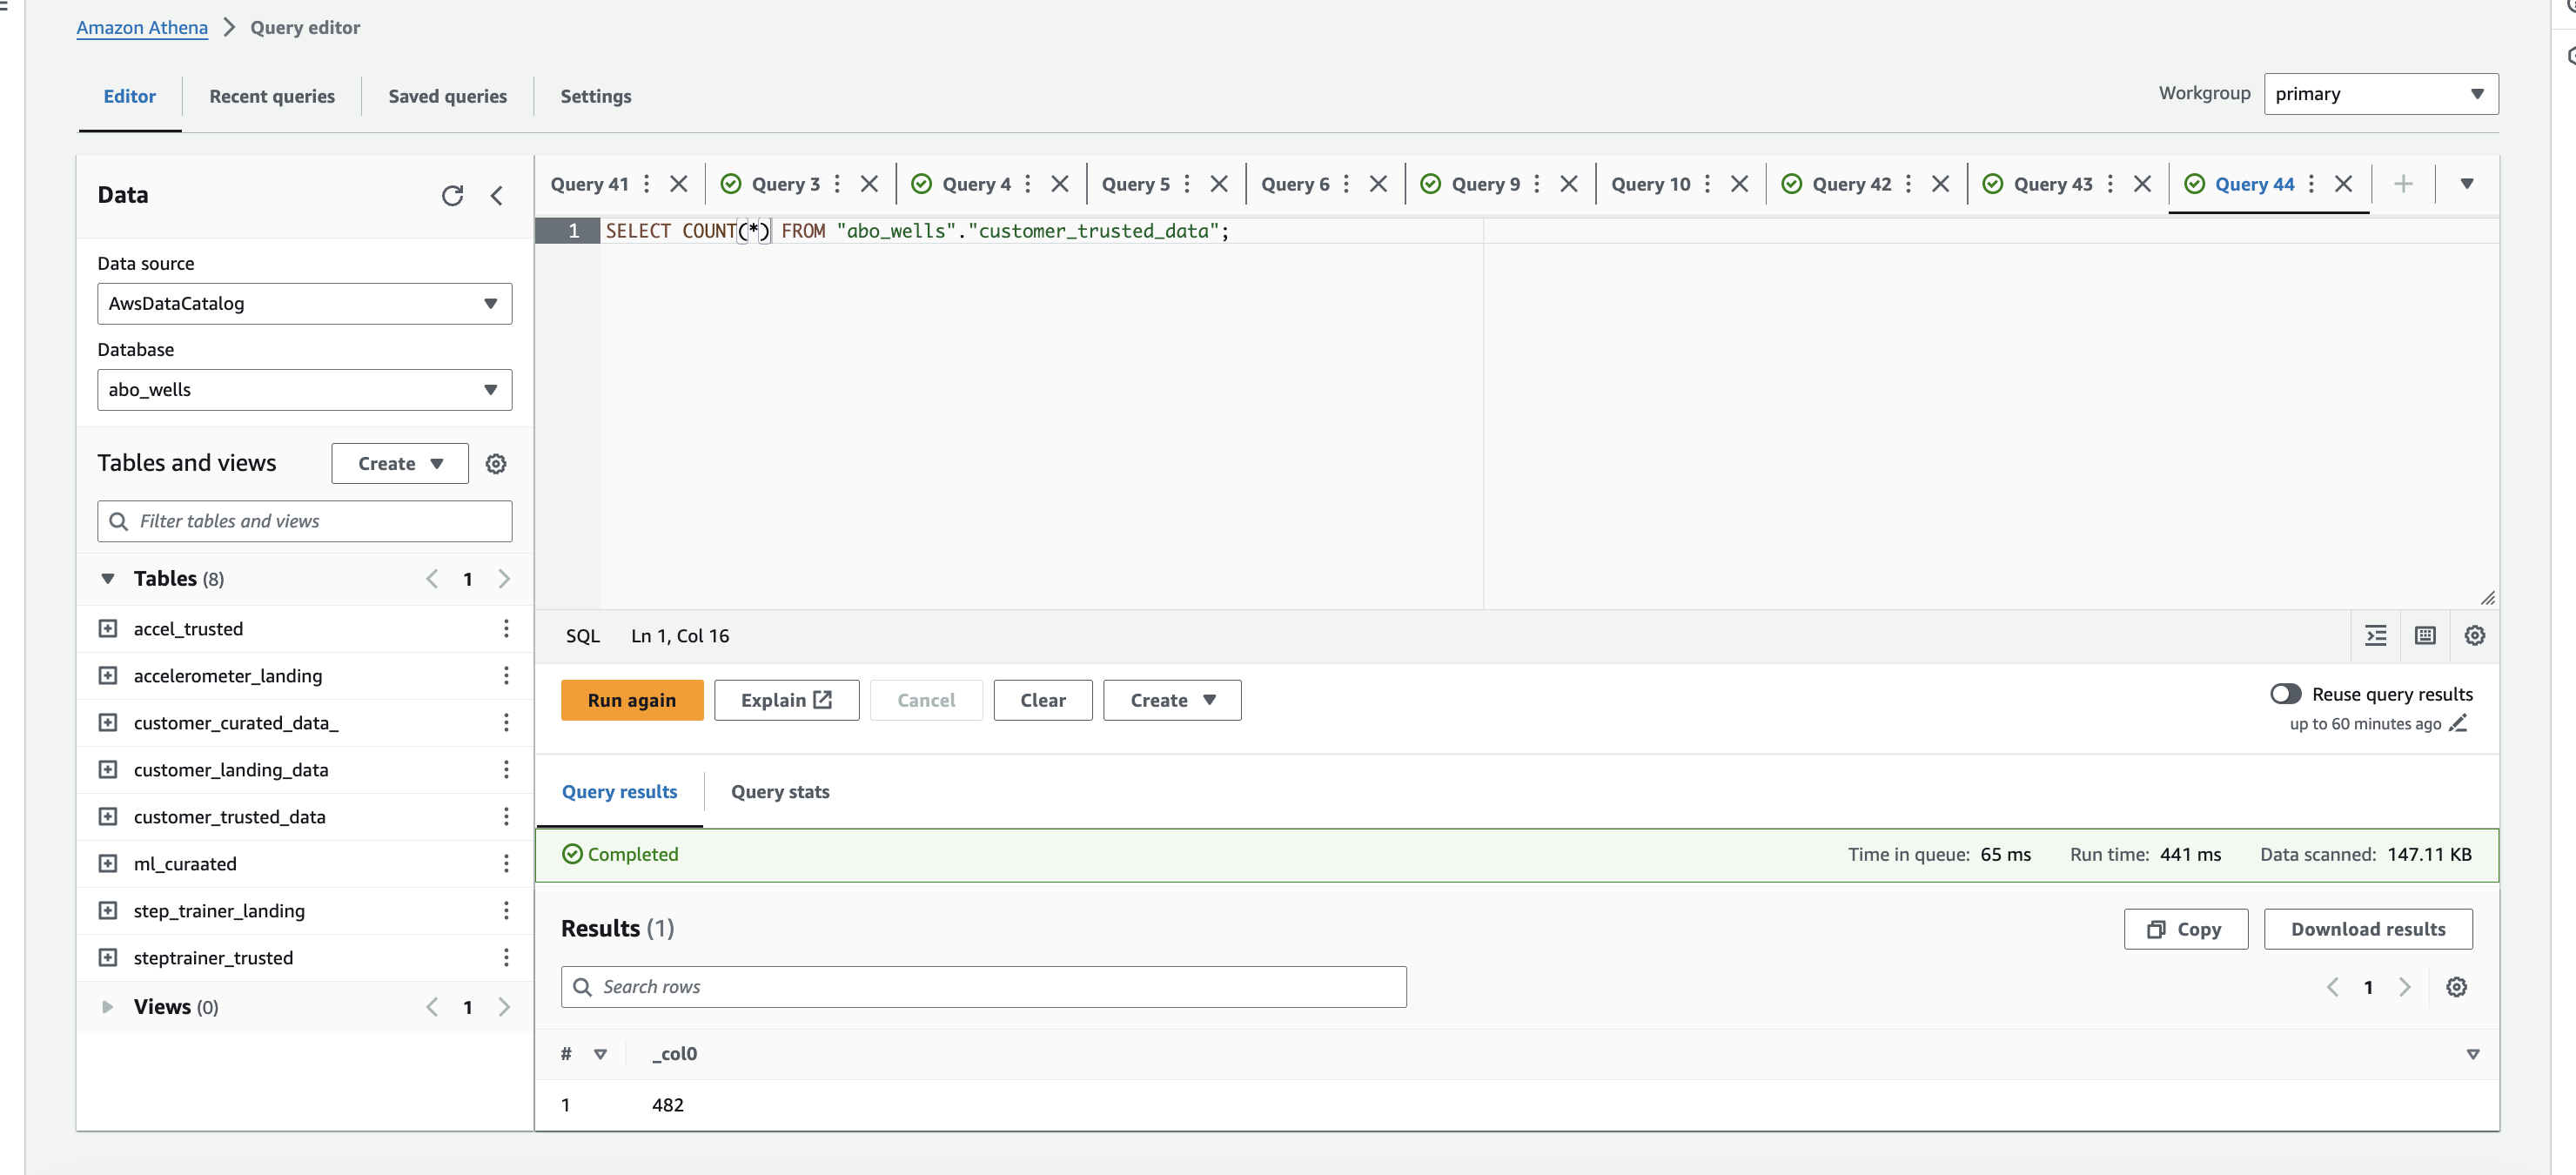 Amazon Athena > Query editor
Editor Recent queries Saved queries Settings
Workgroup primary
Data
Data source
AwsDataCatalog
Database
abo_wells
Tables and views Create
Filter tables and views
Tables (8) 1
accel_trusted
accelerometer_landing
customer_curated_data_
customer_landing_data
customer_trusted_data
ml_curaated
step_trainer_landing
steptrainer_trusted
Views (0) 1
Query 41 Query 3 Query 4 Query 5 Query 6 Query 9 Query 10 Query 42 Query 43 Query 44
1 SELECT COUNT(*) FROM "abo_wells"."customer_trusted_data";
SQL Ln 1, Col 16
Run again Explain Cancel Clear Create
Reuse query results
up to 60 minutes ago
Query results Query stats
Completed Time in queue: 65 ms Run time: 441 ms Data scanned: 147.11 KB
Results (1) Copy Download results
Search rows 1
# _col0
1 482